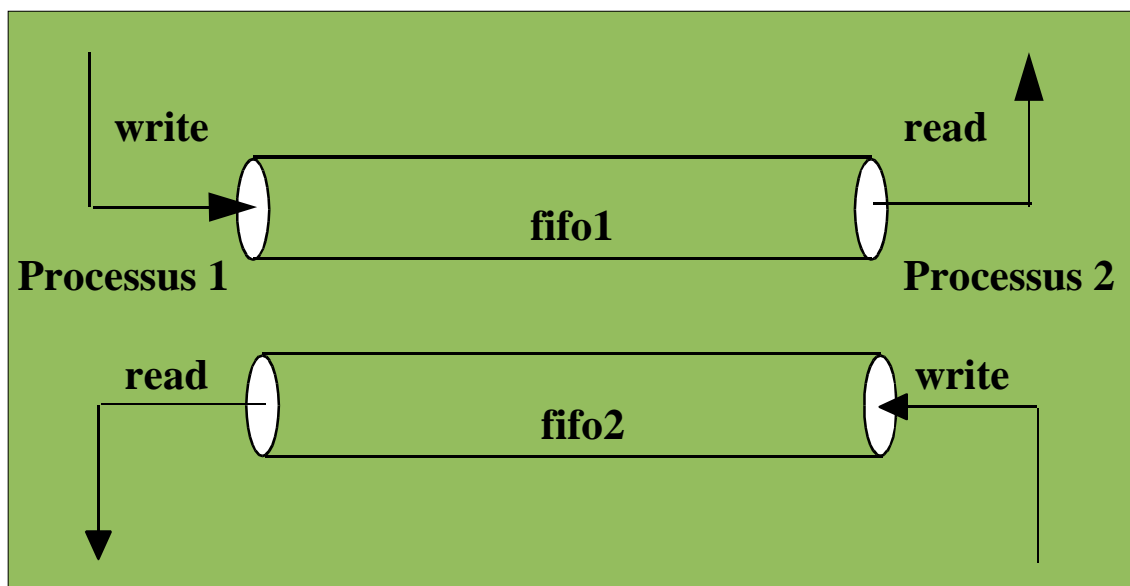 write
read
fifo1
Processus 1
Processus 2
read
write
fifo2